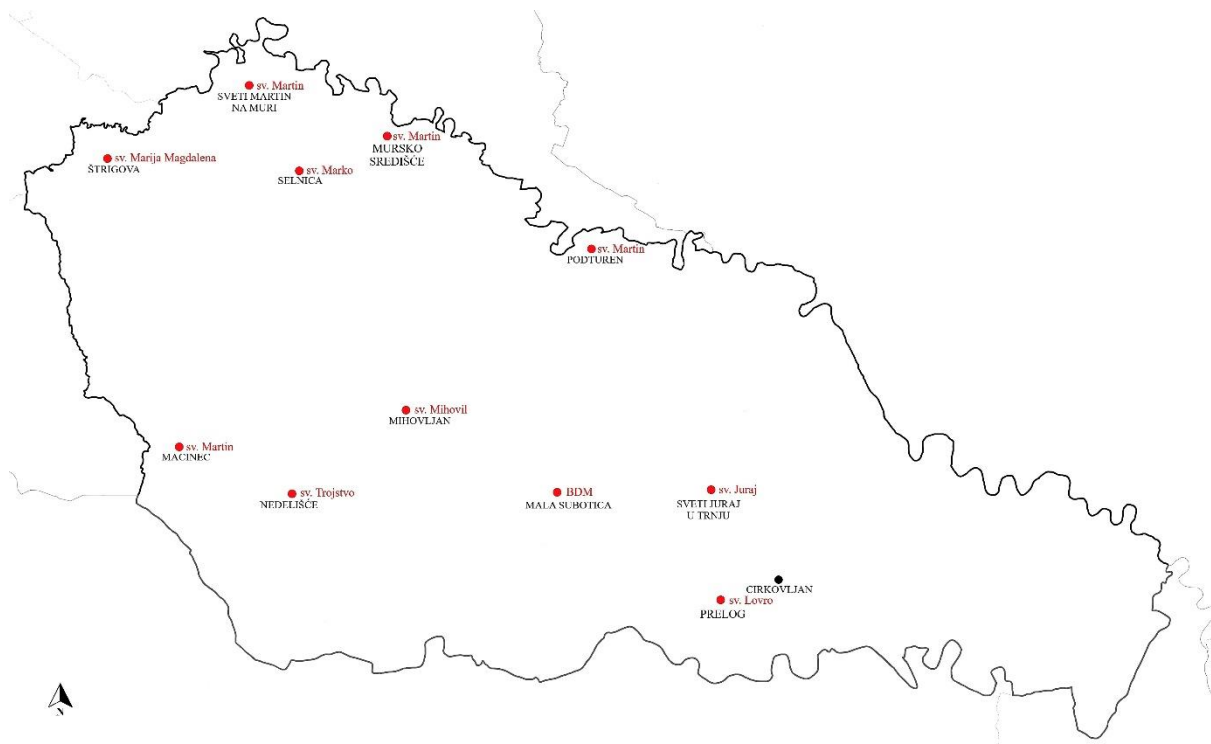 sv. Martin
SVETI MARTIN
NA MURI
sv. Martin
MURSKO
SREDIŠĆE
sv. Marija Magdalena
ŠTRIGOVA
sv. Marko
SELNICA
sv. Martin
PODTUREN
sv. Mihovil
MIHOVLJAN
sv. Martin
MACINEC
sv. Trojstvo
NEDELIŠĆE
BDM
MALA SUBOTICA
sv. Juraj
SVETI JURAJ
U TRNJU
CIRKOVLJAN
sv. Lovro
PRELOG
N